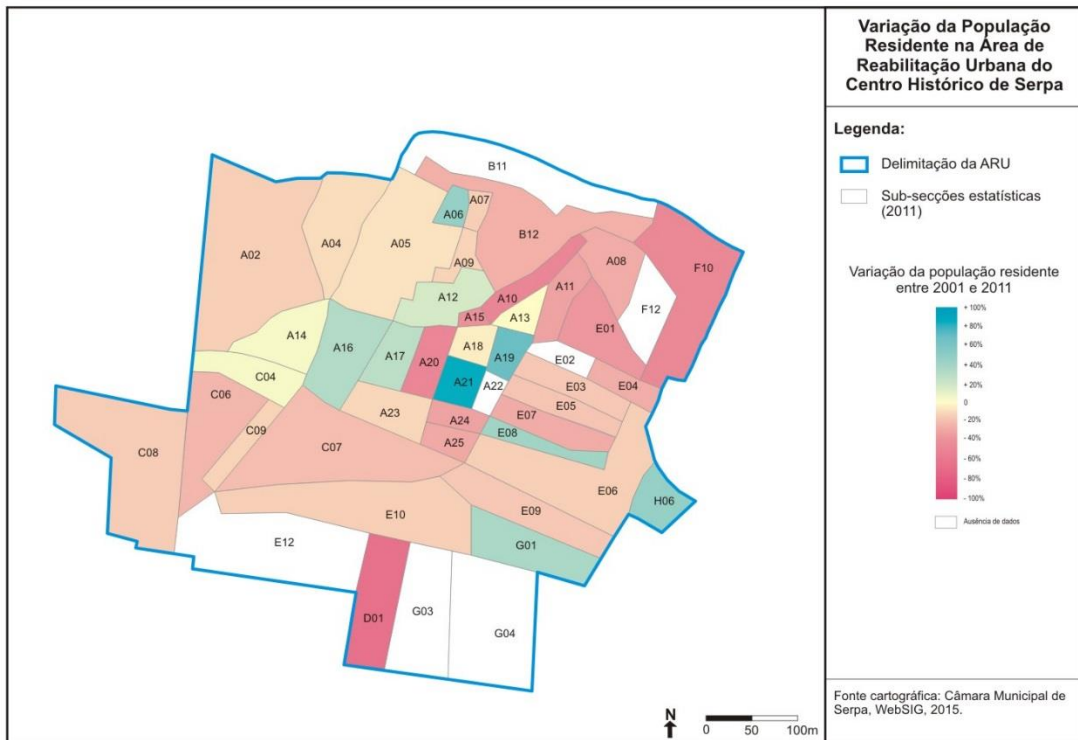 Variação da População
Residente na Área de
Reabilitação Urbana do
Centro Histórico de Serpa
Legenda:
Delimitação da ARU
Sub-secções estatísticas
(2011)
Variação da população residente
entre 2001 e 2011
+ 100%
+ 80%
+ 60%
+ 40%
+ 20%
0
- 20%
- 40%
- 60%
- 80%
- 100%
Ausência de dados
Fonte cartográfica: Câmara Municipal de
Serpa, WebSIG, 2015.
B11
A07
A06
B12
A02
A04
A05
A09
A08
F10
A12
A10
A11
A15
A13
F12
A14
A16
A17
A20
A18
A19
E01
E02
C04
A21
A22
E03
E04
C06
A23
A24
E05
E07
C09
C07
A25
E08
C08
E06
H06
E10
E09
E12
G01
D01
G03
G04
N
0
50
100m